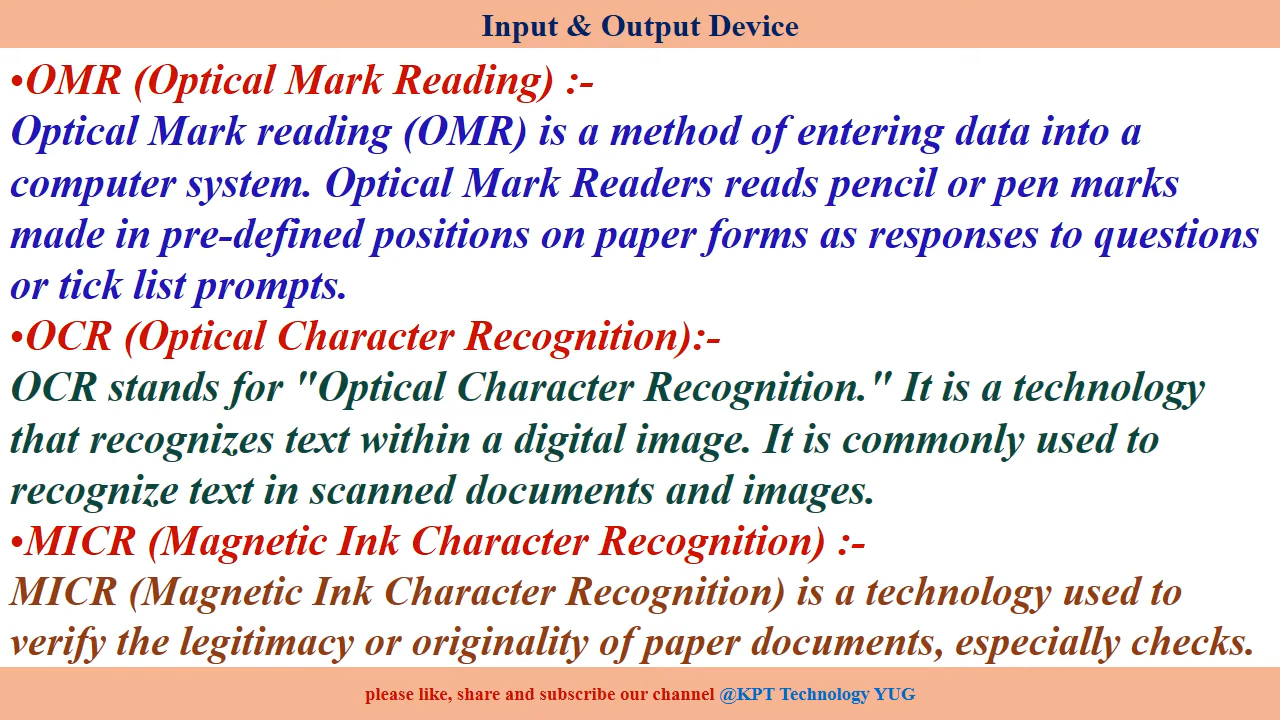 Input & Output Device
•OMR (Optical Mark Reading) :-
Optical Mark reading (OMR) is a method of entering data into a
computer system. Optical Mark Readers reads pencil or pen marks
made in pre-defined positions on paper forms as responses to questions
or tick list prompts.
•OCR (Optical Character Recognition):-
OCR stands for "Optical Character Recognition." It is a technology
that recognizes text within a digital image. It is commonly used to
recognize text in scanned documents and images.
•MICR (Magnetic Ink Character Recognition) :-
MICR (Magnetic Ink Character Recognition) is a technology used to
verify the legitimacy or originality of paper documents, especially checks.
please like, share and subscribe our channel @KPT Technology YUG